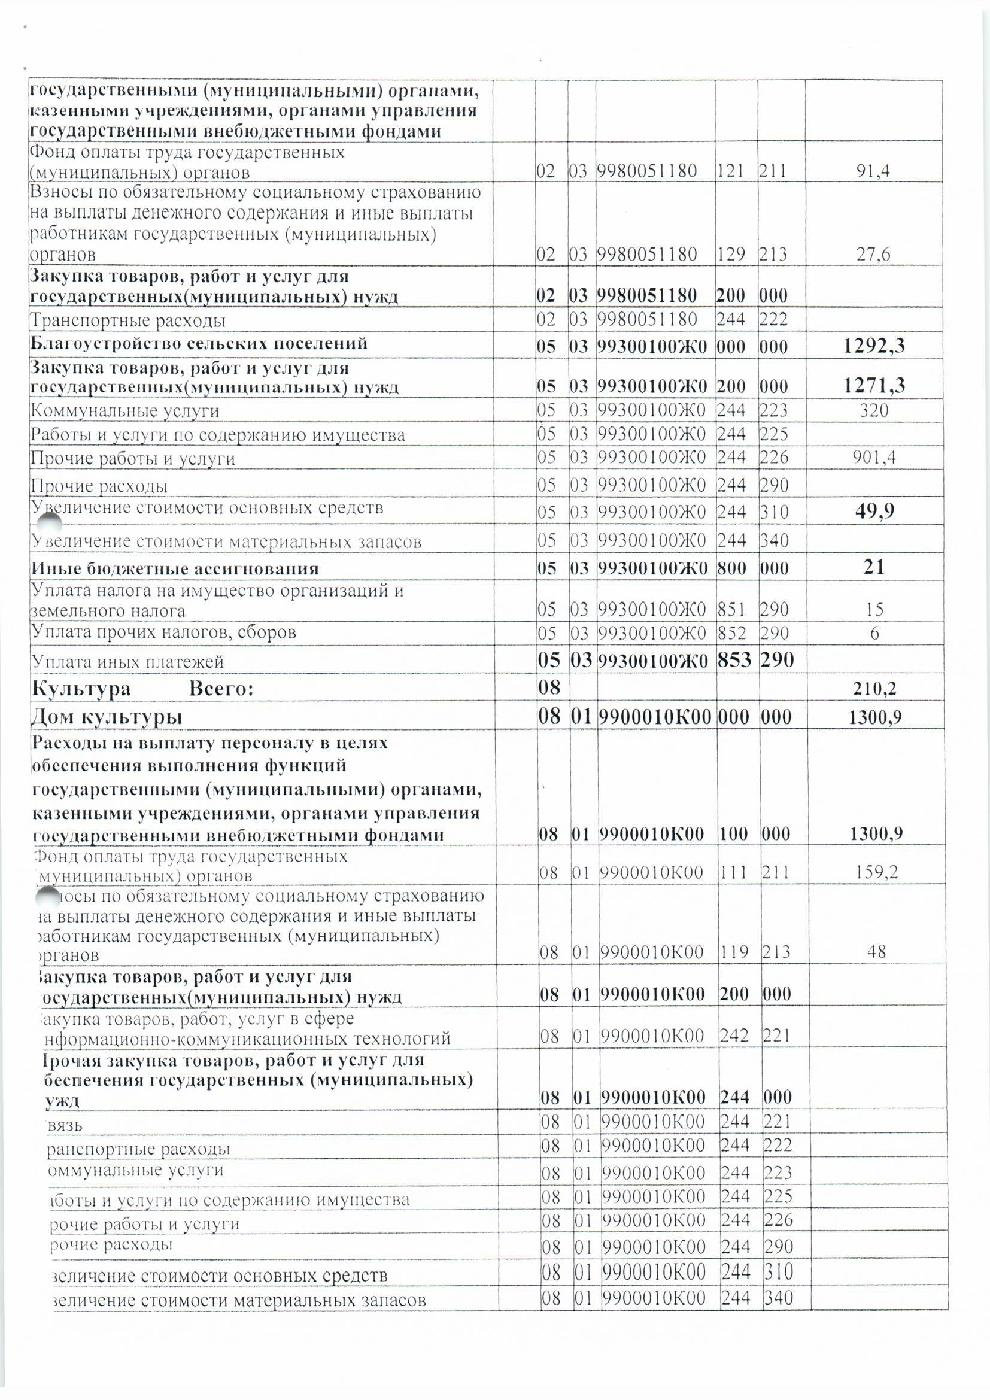 государственными (муниципальными) органами,
казенными учреждениями, органами управления
государственными внебюджетными фондами
Фонд оплаты труда государственных
(муниципальных) органов 02 03 9980051180 121 211 91,4
Взносы по обязательному социальному страхованию
на выплаты денежного содержания и иные выплаты
работникам государственных (муниципальных)
органов 02 03 9980051180 129 213 27,6
Закупка товаров, работ и услуг для
государственных(муниципальных) нужд 02 03 9980051180 200 000
Транспортные расходы 02 03 9980051180 244 222
Благоустройство сельских поселений 05 03 99300100Ж0 000 000 1292,3
Закупка товаров, работ и услуг для
государственных(муниципальных) нужд 05 03 99300100Ж0 200 000 1271,3
Коммунальные услуги 05 03 99300100Ж0 244 223 320
Работы и услуги по содержанию имущества 05 03 99300100Ж0 244 225
Прочие работы и услуги 05 03 99300100Ж0 244 226 901,4
Прочие расходы 05 03 99300100Ж0 244 290
Увеличение стоимости основных средств 05 03 99300100Ж0 244 310 49,9
Увеличение стоимости материальных запасов 05 03 99300100Ж0 244 340
Иные бюджетные ассигнования 05 03 99300100Ж0 800 000 21
Уплата налога на имущество организаций и
земельного налога 05 03 99300100Ж0 851 290 15
Уплата прочих налогов, сборов 05 03 99300100Ж0 852 290 6
Уплата иных платежей 05 03 99300100Ж0 853 290
Культура Всего: 08 210,2
Дом культуры 08 01 9900010К00 000 000 1300,9
Расходы на выплату персоналу в целях
обеспечения выполнения функций
государственными (муниципальными) органами,
казенными учреждениями, органами управления
государственными внебюджетными фондами 08 01 9900010К00 100 000 1300,9
Фонд оплаты труда государственных
муниципальных) органов 08 01 9900010К00 111 211 159,2
носы по обязательному социальному страхованию
на выплаты денежного содержания и иные выплаты
работникам государственных (муниципальных)
органов 08 01 9900010К00 119 213 48
Закупка товаров, работ и услуг для
осударственных(муниципальных) нужд 08 01 9900010К00 200 000
акупка товаров, работ, услуг в сфере
нформационно-коммуникационных технологий 08 01 9900010К00 242 221
Прочая закупка товаров, работ и услуг для
беспечения государственных (муниципальных)
ужд 08 01 9900010К00 244 000
вязь 08 01 9900010К00 244 221
ранспортные расходы 08 01 9900010К00 244 222
оммунальные услуги 08 01 9900010К00 244 223
боты и услуги по содержанию имущества 08 01 9900010К00 244 225
рочие работы и услуги 08 01 9900010К00 244 226
рочие расходы 08 01 9900010К00 244 290
еличение стоимости основных средств 08 01 9900010К00 244 310
еличение стоимости материальных запасов 08 01 9900010К00 244 340